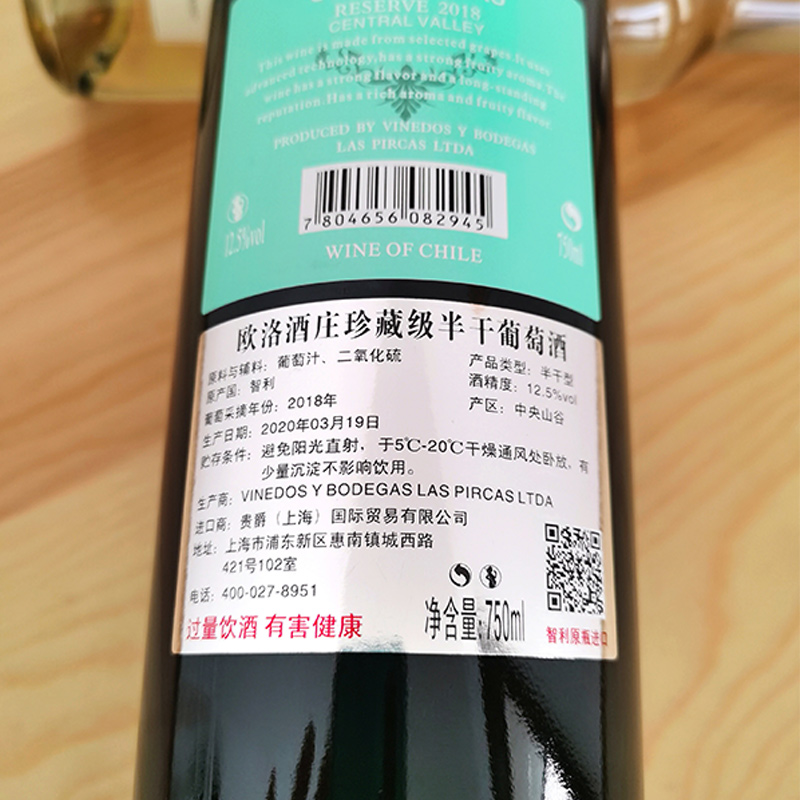 RESERVE 2018
CENTRAL VALLEY
This wine is made from selected grapes.It uses
advanced technology,has a strong fruity aroma.The
wine has a strong flavor and a long-standing
reputation.Has a rich aroma and fruity flavor.
PRODUCED BY VINEDOS Y BODEGAS
LAS PIRCAS LTDA
7 804656 082945
12.5%vol
750ml
WINE OF CHILE
欧洛酒庄珍藏级半干葡萄酒
原料与辅料：葡萄汁、二氧化硫
产品类型：半干型
原产国：智利
酒精度：12.5%vol
葡萄采摘年份：2018年
产区：中央山谷
生产日期：2020年03月19日
贮存条件：避免阳光直射，于5℃-20℃干燥通风处卧放，有
少量沉淀不影响饮用。
生产商：VINEDOS Y BODEGAS LAS PIRCAS LTDA
进口商：贵爵（上海）国际贸易有限公司
地址：上海市浦东新区惠南镇城西路
421号102室
电话：400-027-8951
净含量:750ml
过量饮酒 有害健康
智利原瓶进口